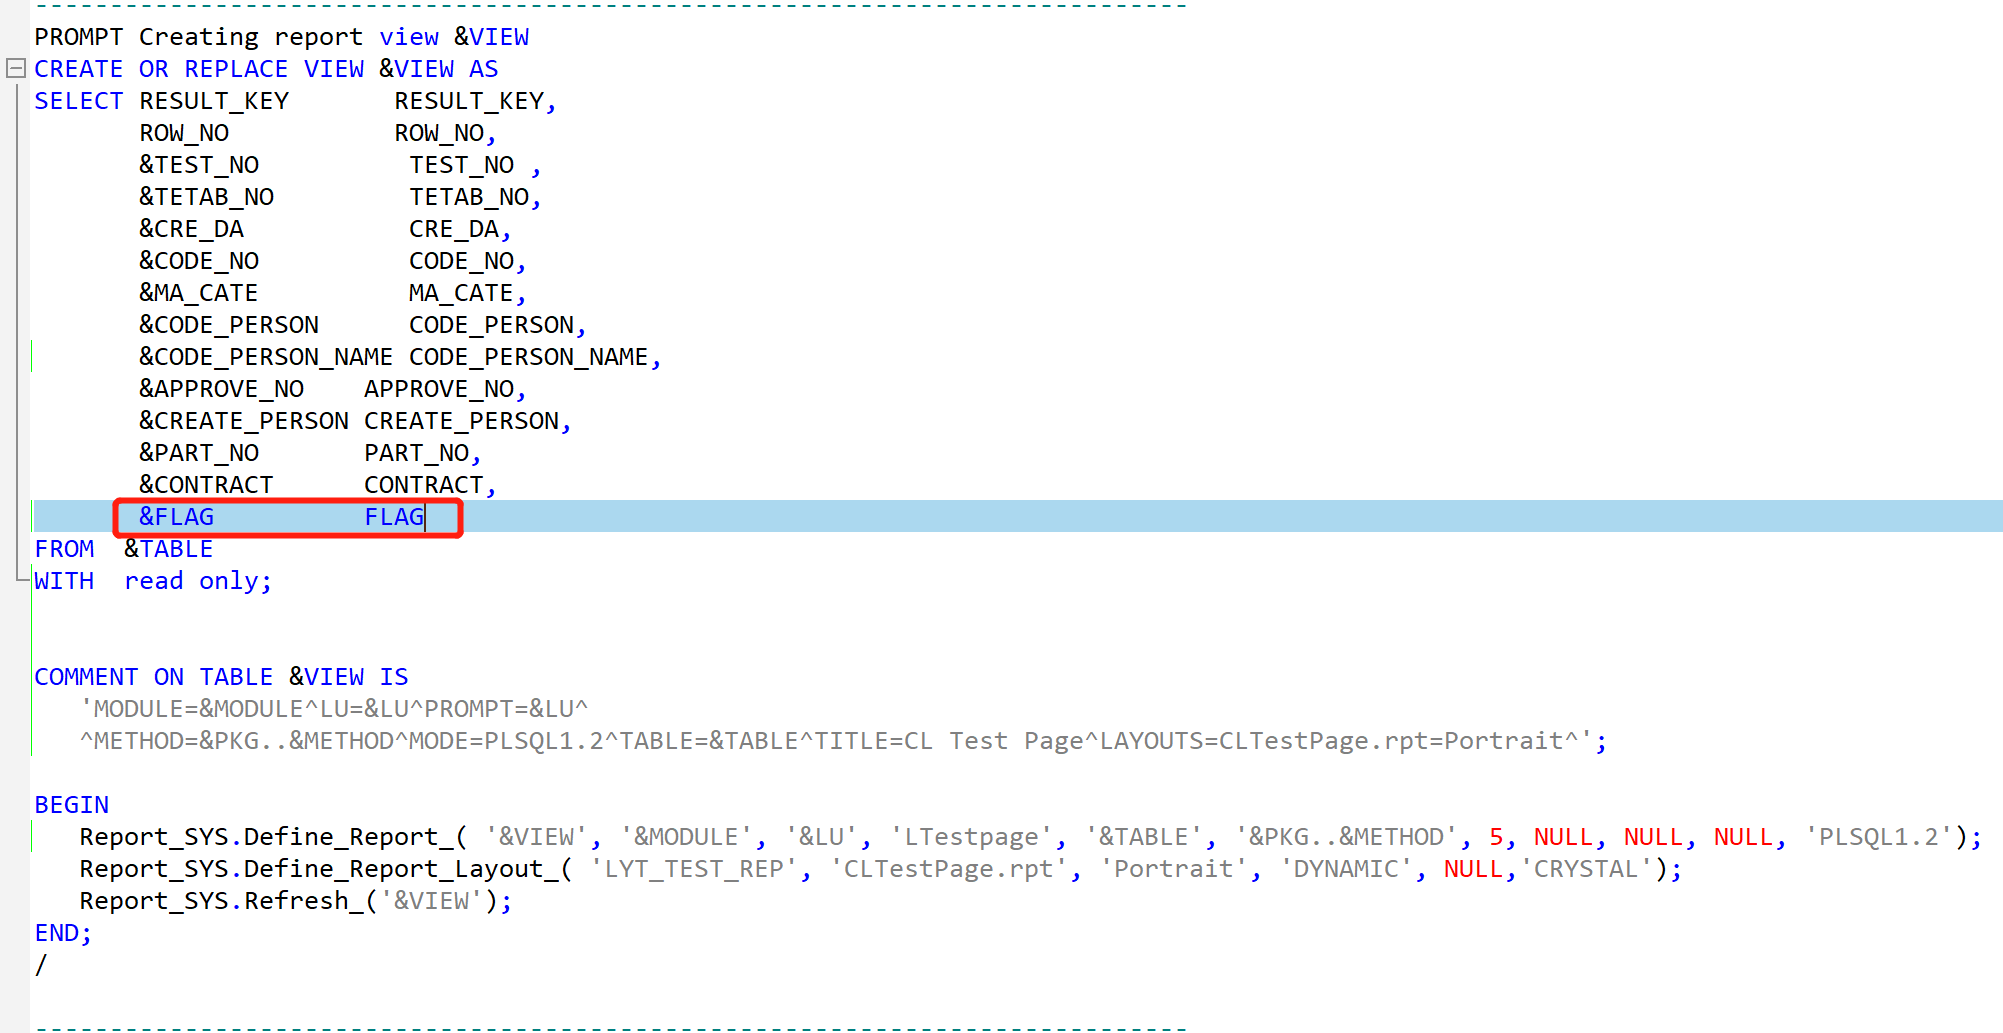 --------------------------------------------------------------------------------
PROMPT Creating report view &VIEW
CREATE OR REPLACE VIEW &VIEW AS
SELECT RESULT_KEY       RESULT_KEY,
       ROW_NO           ROW_NO,
       &TEST_NO          TEST_NO ,
       &TETAB_NO         TETAB_NO,
       &CRE_DA           CRE_DA,
       &CODE_NO          CODE_NO,
       &MA_CATE          MA_CATE,
       &CODE_PERSON      CODE_PERSON,
       &CODE_PERSON_NAME CODE_PERSON_NAME,
       &APPROVE_NO    APPROVE_NO,
       &CREATE_PERSON CREATE_PERSON,
       &PART_NO       PART_NO,
       &CONTRACT      CONTRACT,
       &FLAG          FLAG
FROM  &TABLE
WITH  read only;
COMMENT ON TABLE &VIEW IS
   'MODULE=&MODULE^LU=&LU^PROMPT=&LU^
   ^METHOD=&PKG..&METHOD^MODE=PLSQL1.2^TABLE=&TABLE^TITLE=CL Test Page^LAYOUTS=CLTestPage.rpt=Portrait^';
BEGIN
   Report_SYS.Define_Report_( '&VIEW', '&MODULE', '&LU', 'LTestpage', '&TABLE', '&PKG..&METHOD', 5, NULL, NULL, NULL, 'PLSQL1.2');
   Report_SYS.Define_Report_Layout_( 'LYT_TEST_REP', 'CLTestPage.rpt', 'Portrait', 'DYNAMIC', NULL,'CRYSTAL');
   Report_SYS.Refresh_('&VIEW');
END;
/
--------------------------------------------------------------------------------